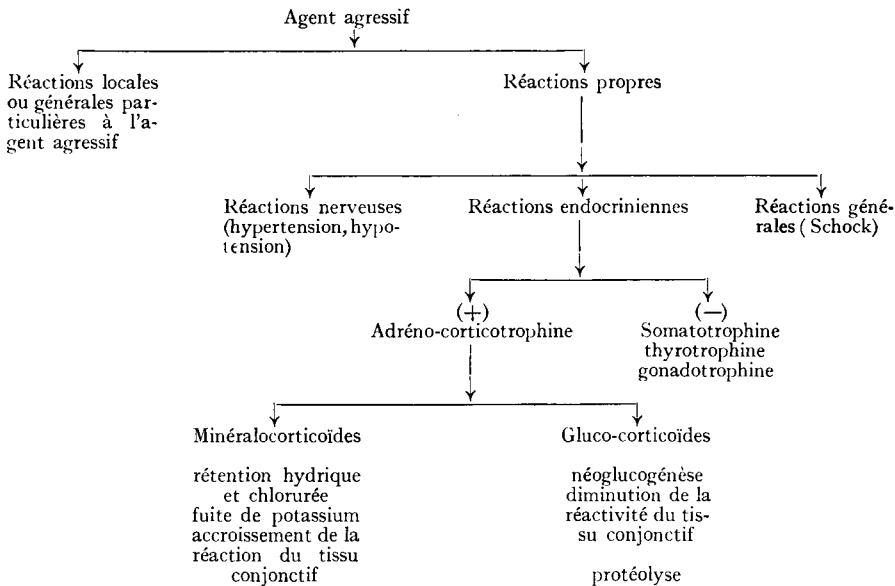 Agent agressif
Réactions locales
ou générales par-
ticulières à l'a-
gent agressif
Réactions propres
Réactions nerveuses
(hypertension, hypo-
tension)
Réactions endocriniennes
Réactions géné-
rales (Schock)
(+)
Adréno-corticotrophine
(—)
Somatotrophine
thyrotrophine
gonadotrophine
Minéralocorticoïdes
rétention hydrique
et chlorurée
fuite de potassium
accroissement de la
réaction du tissu
conjonctif
Gluco-corticoïdes
néoglucogénèse
diminution de la
réactivité du tis-
su conjonctif
protéolyse